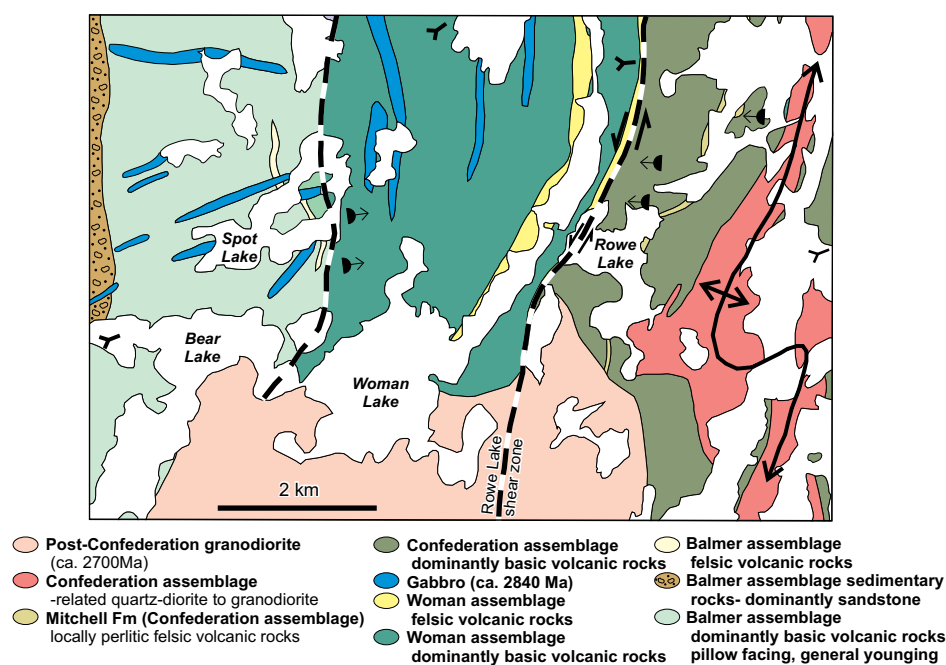 Spot
Lake
Rowe
Lake
Bear
Lake
Woman
Lake
Rowe Lake
shear zone
2 km
Post-Confederation granodiorite
(ca. 2700Ma)
Confederation assemblage
-related quartz-diorite to granodiorite
Mitchell Fm (Confederation assemblage)
locally perlitic felsic volcanic rocks
Confederation assemblage
dominantly basic volcanic rocks
Gabbro (ca. 2840 Ma)
Woman assemblage
felsic volcanic rocks
Woman assemblage
dominantly basic volcanic rocks
Balmer assemblage
felsic volcanic rocks
Balmer assemblage sedimentary
rocks- dominantly sandstone
Balmer assemblage
dominantly basic volcanic rocks
pillow facing, general younging